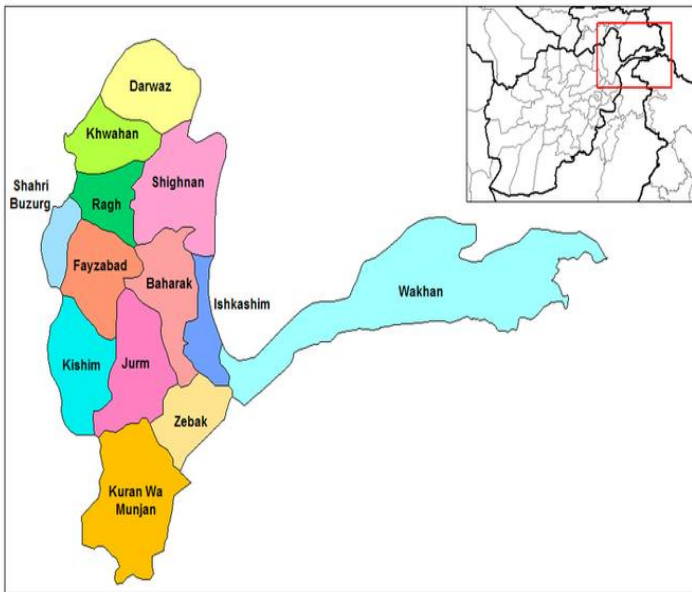 Darwaz
Khwahan
Shahri
Buzurg
Ragh
Shighnan
Fayzabad
Baharak
Ishkashim
Wakhan
Kishim
Jurm
Zebak
Kuran Wa
Munjan